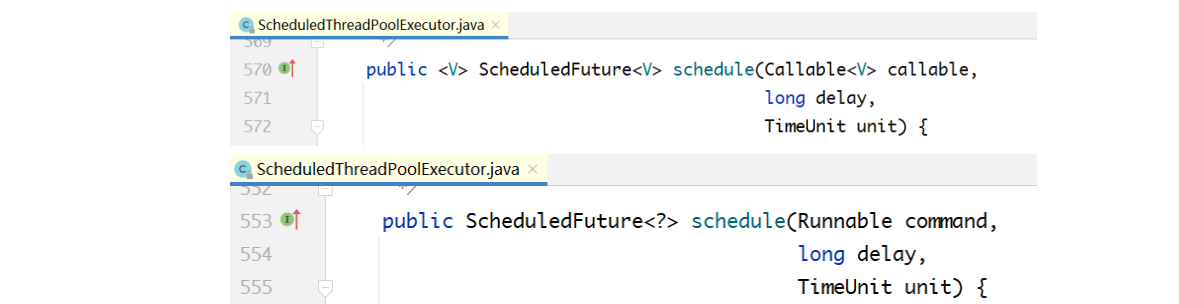 ScheduledThreadPoolExecutor.java ×
569 */
570 public <V> ScheduledFuture<V> schedule(Callable<V> callable,
571 long delay,
572 TimeUnit unit) {
ScheduledThreadPoolExecutor.java ×
552 */
553 public ScheduledFuture<?> schedule(Runnable command,
554 long delay,
555 TimeUnit unit) {